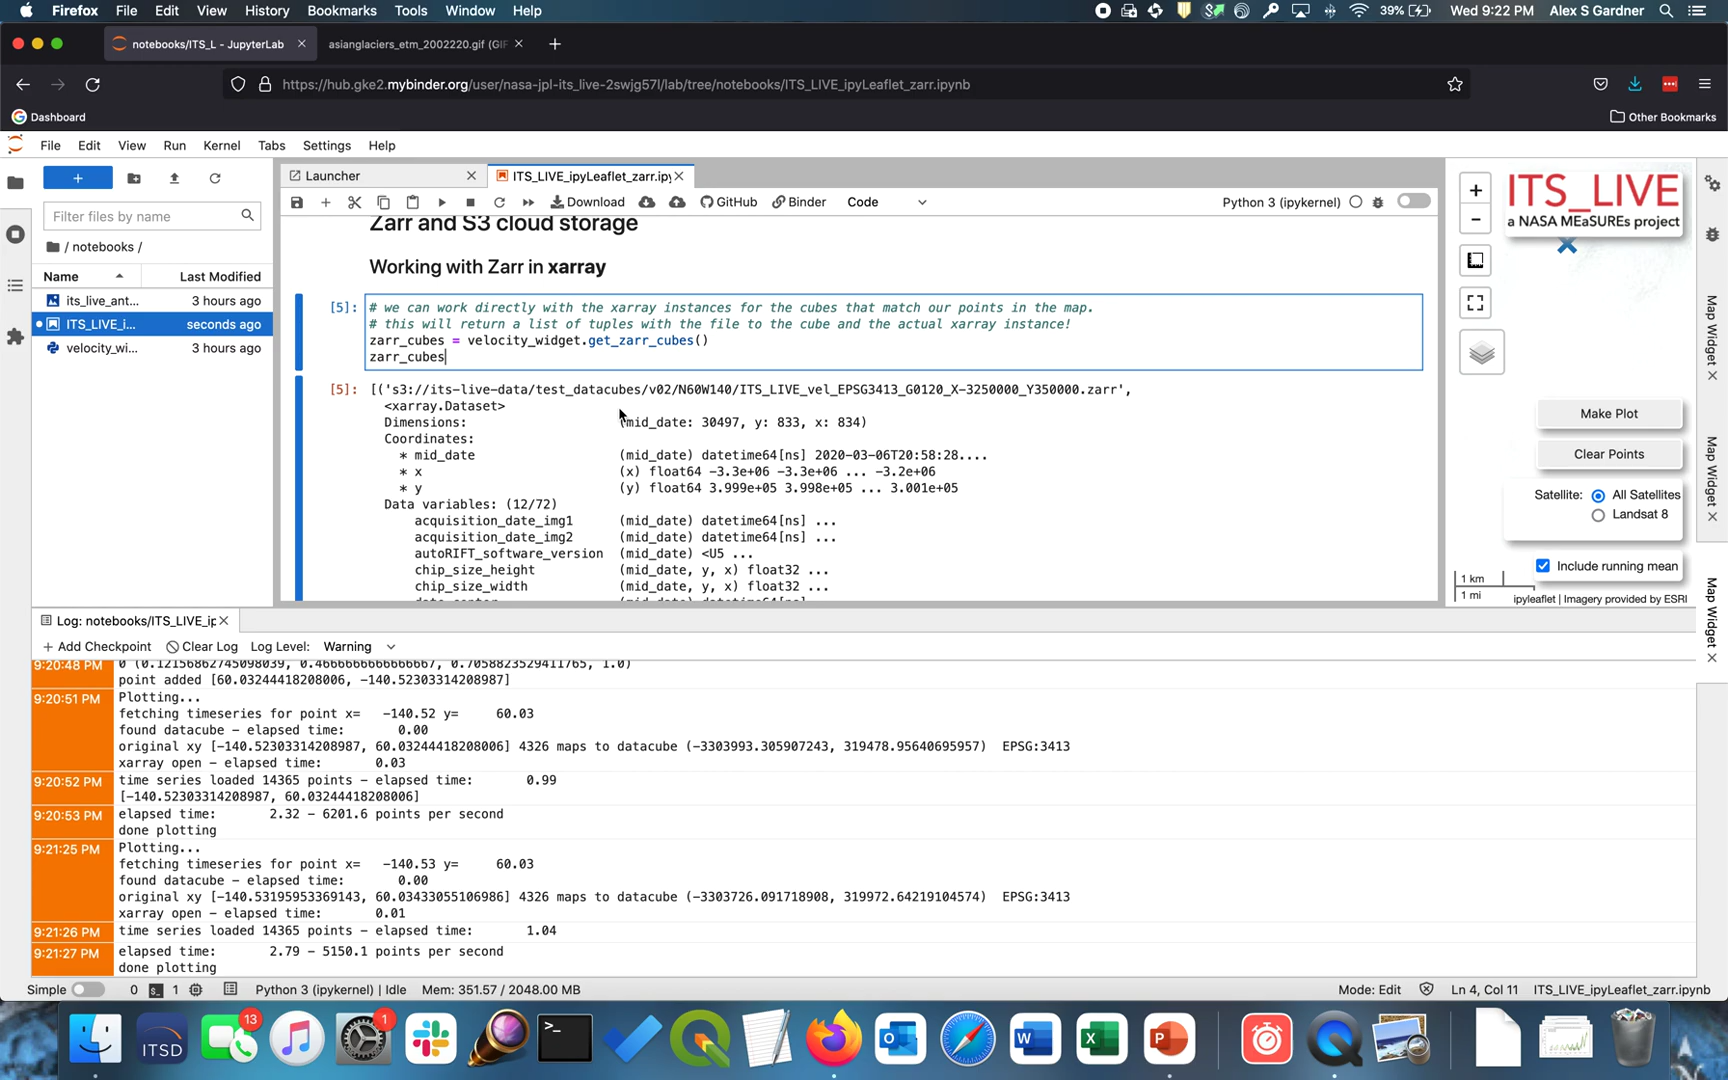 Firefox File Edit View History Bookmarks Tools Window Help 39% Wed 9:22 PM Alex S Gardner
notebooks/ITS_L - JupyterLab asianglaciers_etm_2002220.gif (GIF
https://hub.gke2.mybinder.org/user/nasa-jpl-its_live-2swjg57l/lab/tree/notebooks/ITS_LIVE_ipyLeaflet_zarr.ipynb
Dashboard Other Bookmarks
File Edit View Run Kernel Tabs Settings Help
Launcher ITS_LIVE_ipyLeaflet_zarr.ipy
Filter files by name
Download GitHub Binder Code Python 3 (ipykernel)
/ notebooks /
Name Last Modified
its_live_ant... 3 hours ago
ITS_LIVE_i... seconds ago
velocity_wi... 3 hours ago
Zarr and S3 cloud storage
Working with Zarr in xarray
[5]: # we can work directly with the xarray instances for the cubes that match our points in the map.
# this will return a list of tuples with the file to the cube and the actual xarray instance!
zarr_cubes = velocity_widget.get_zarr_cubes()
zarr_cubes
[5]: [('s3://its-live-data/test_datacubes/v02/N60W140/ITS_LIVE_vel_EPSG3413_G0120_X-3250000_Y350000.zarr',
<xarray.Dataset>
Dimensions: (mid_date: 30497, y: 833, x: 834)
Coordinates:
* mid_date (mid_date) datetime64[ns] 2020-03-06T20:58:28....
* x (x) float64 -3.3e+06 -3.3e+06 ... -3.2e+06
* y (y) float64 3.999e+05 3.998e+05 ... 3.001e+05
Data variables: (12/72)
acquisition_date_img1 (mid_date) datetime64[ns] ...
acquisition_date_img2 (mid_date) datetime64[ns] ...
autoRIFT_software_version (mid_date) <U5 ...
chip_size_height (mid_date, y, x) float32 ...
chip_size_width (mid_date, y, x) float32 ...
ITS_LIVE
a NASA MEaSUREs project
Make Plot
Clear Points
Satellite: All Satellites
Landsat 8
Include running mean
1 km
1 mi
ipyleaflet | Imagery provided by ESRI
Map Widget
Map Widget
Map Widget
Log: notebooks/ITS_LIVE_ip
+ Add Checkpoint Clear Log Log Level: Warning
9:20:48 PM 0 (0.12156862745098039, 0.4666666666666667, 0.7058823529411765, 1.0)
point added [60.03244418208006, -140.52303314208987]
9:20:51 PM Plotting...
fetching timeseries for point x= -140.52 y= 60.03
found datacube - elapsed time: 0.00
original xy [-140.52303314208987, 60.03244418208006] 4326 maps to datacube (-3303993.305907243, 319478.95640695957) EPSG:3413
xarray open - elapsed time: 0.03
9:20:52 PM time series loaded 14365 points - elapsed time: 0.99
[-140.52303314208987, 60.03244418208006]
9:20:53 PM elapsed time: 2.32 - 6201.6 points per second
done plotting
9:21:25 PM Plotting...
fetching timeseries for point x= -140.53 y= 60.03
found datacube - elapsed time: 0.00
original xy [-140.53195953369143, 60.03433055106986] 4326 maps to datacube (-3303726.091718908, 319972.64219104574) EPSG:3413
xarray open - elapsed time: 0.01
9:21:26 PM time series loaded 14365 points - elapsed time: 1.04
9:21:27 PM elapsed time: 2.79 - 5150.1 points per second
done plotting
Simple 0 1 Python 3 (ipykernel) | Idle Mem: 351.57 / 2048.00 MB Mode: Edit Ln 4, Col 11 ITS_LIVE_ipyLeaflet_zarr.ipynb
ITSD 13 1